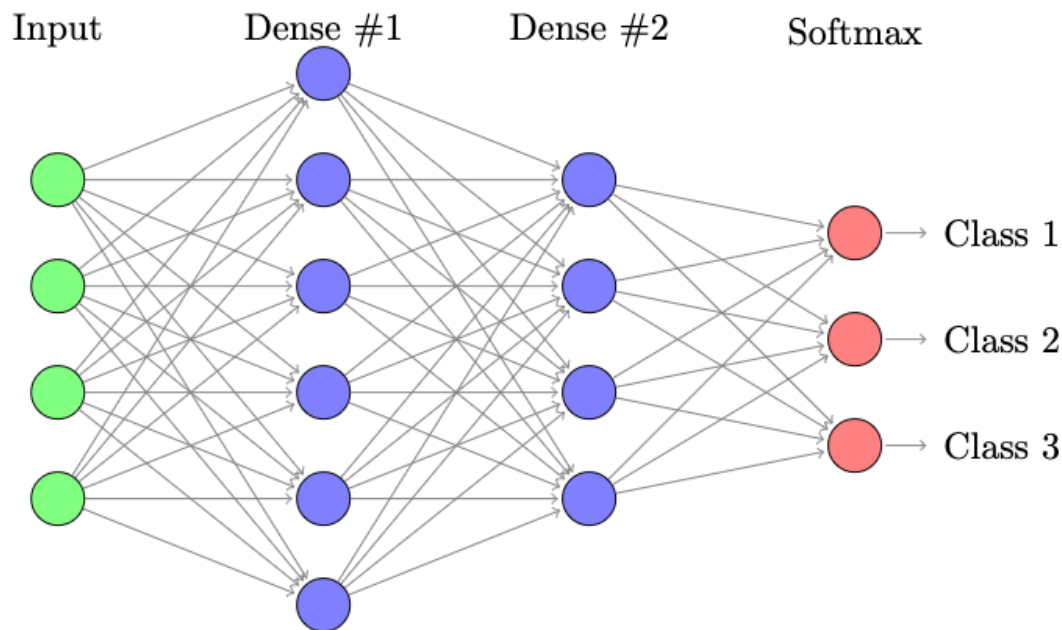 Input
Dense #1
Dense #2
Softmax
Class 1
Class 2
Class 3